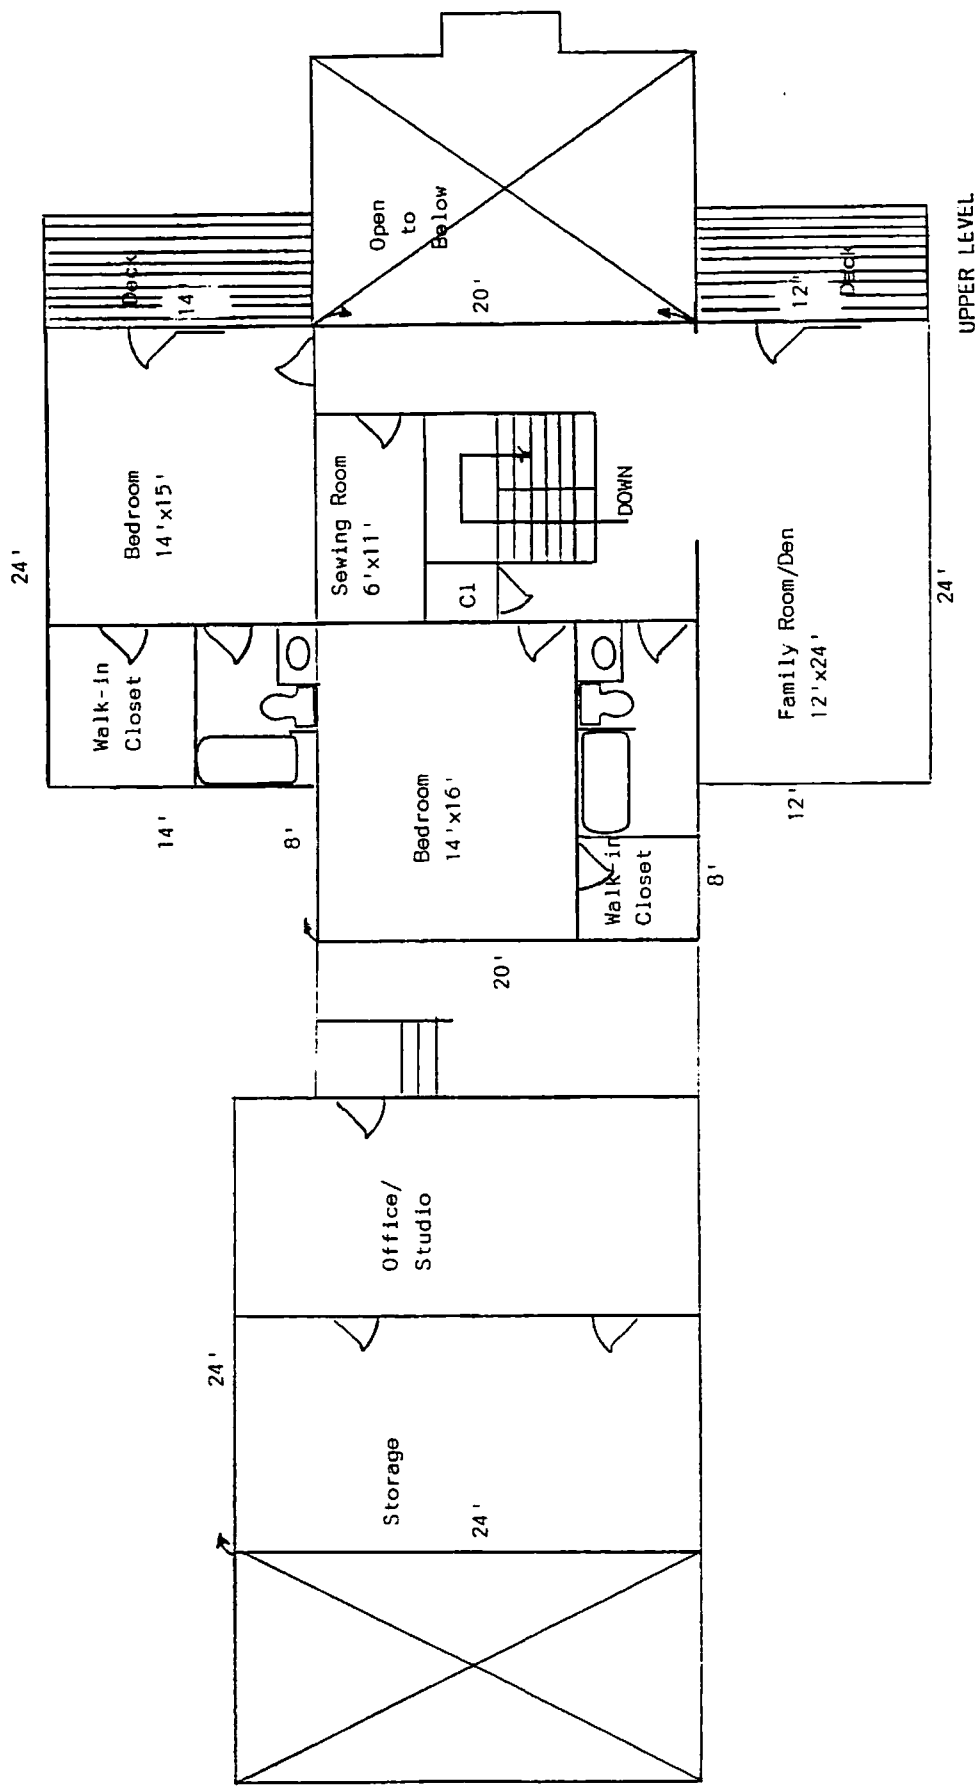 24'
Deck
14'
Open
to
Below
20'
12'
Deck
UPPER LEVEL
Bedroom
14'x15'
Sewing Room
6'x11'
Cl
DOWN
Family Room/Den
12'x24'
24'
Walk-in
Closet
14'
8'
Bedroom
14'x16'
Walk-in
Closet
8'
12'
20'
Office/
Studio
24'
Storage
24'